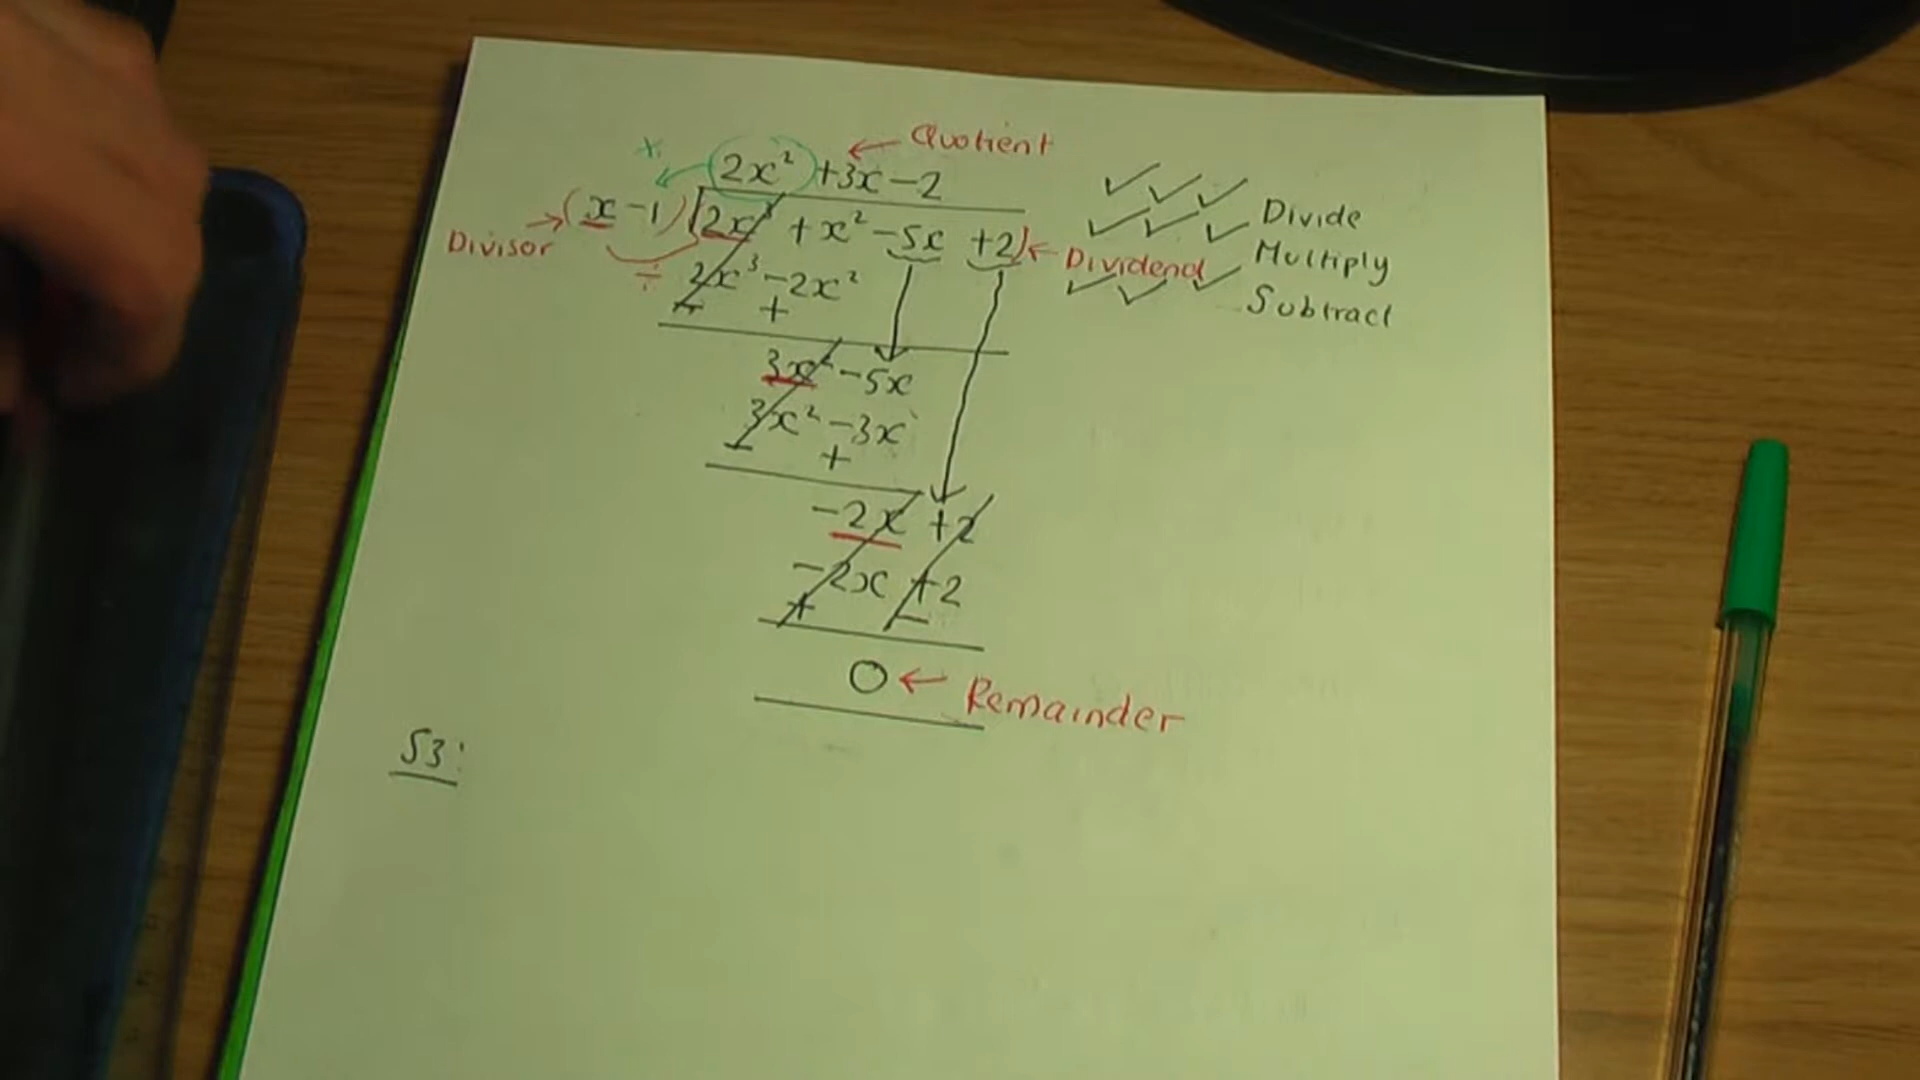 × 2x² +3x -2 ← Quotient
Divisor → (x -1) 2x³ + x² -5x +2) ← Dividend
÷ 2x³ -2x²
- +
3x² -5x
3x² -3x
- +
-2x +2
-2x +2
+ -
0 ← Remainder
✓ ✓ ✓ Divide
✓ ✓ ✓ Multiply
✓ ✓ ✓ Subtract
S3: